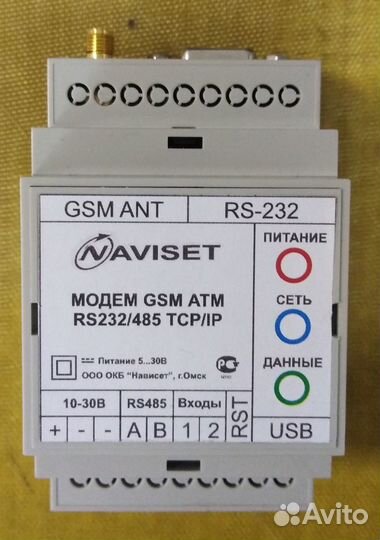 GSM ANT RS-232
NAVISET
ПИТАНИЕ
МОДЕМ GSM ATM
RS232/485 TCP/IP
СЕТЬ
Питание 5...30В
ООО ОКБ "Нависет", г.Омск
ДАННЫЕ
10-30В RS485 Входы RST
+ - - A B 1 2 USB
Avito